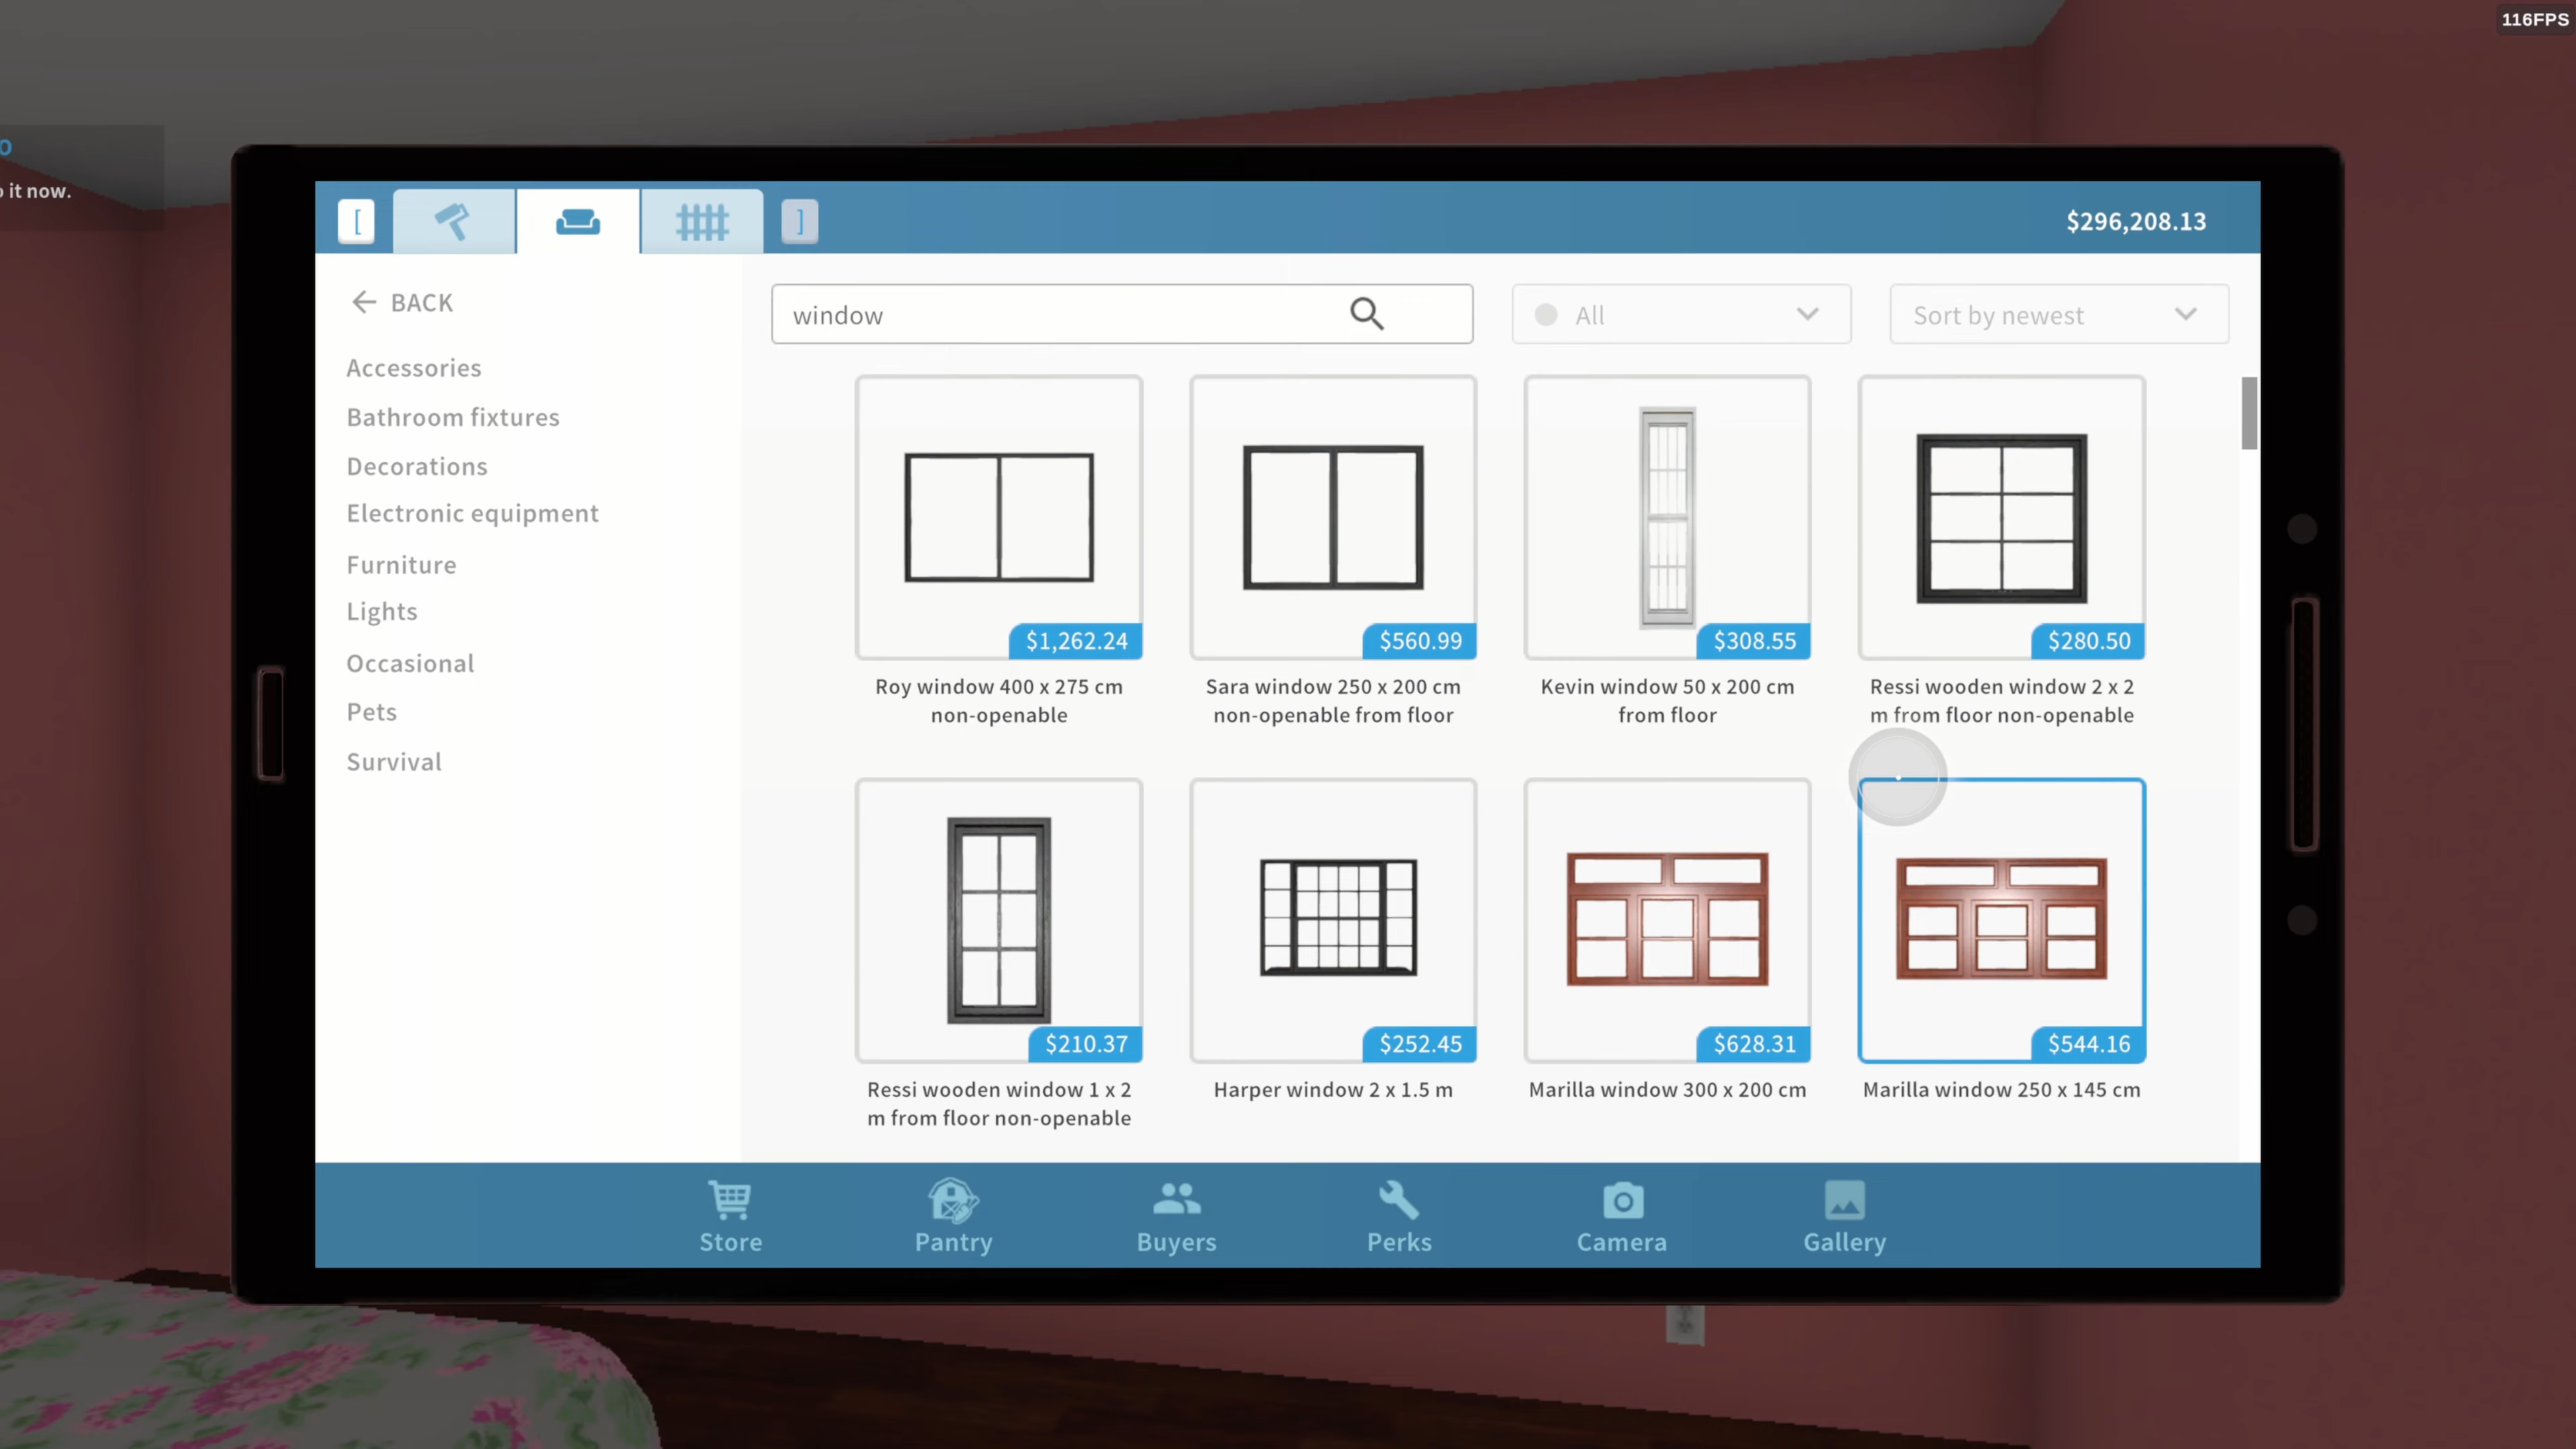 116FPS
o
it now.
[
]
$296,208.13
BACK
Accessories
Bathroom fixtures
Decorations
Electronic equipment
Furniture
Lights
Occasional
Pets
Survival
window
All
Sort by newest
$1,262.24
Roy window 400 x 275 cm
non-openable
$560.99
Sara window 250 x 200 cm
non-openable from floor
$308.55
Kevin window 50 x 200 cm
from floor
$280.50
Ressi wooden window 2 x 2
m from floor non-openable
$210.37
Ressi wooden window 1 x 2
m from floor non-openable
$252.45
Harper window 2 x 1.5 m
$628.31
Marilla window 300 x 200 cm
$544.16
Marilla window 250 x 145 cm
Store
Pantry
Buyers
Perks
Camera
Gallery